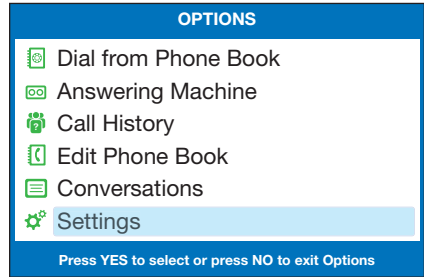 OPTIONS
Dial from Phone Book
Answering Machine
Call History
Edit Phone Book
Conversations
Settings
Press YES to select or press NO to exit Options